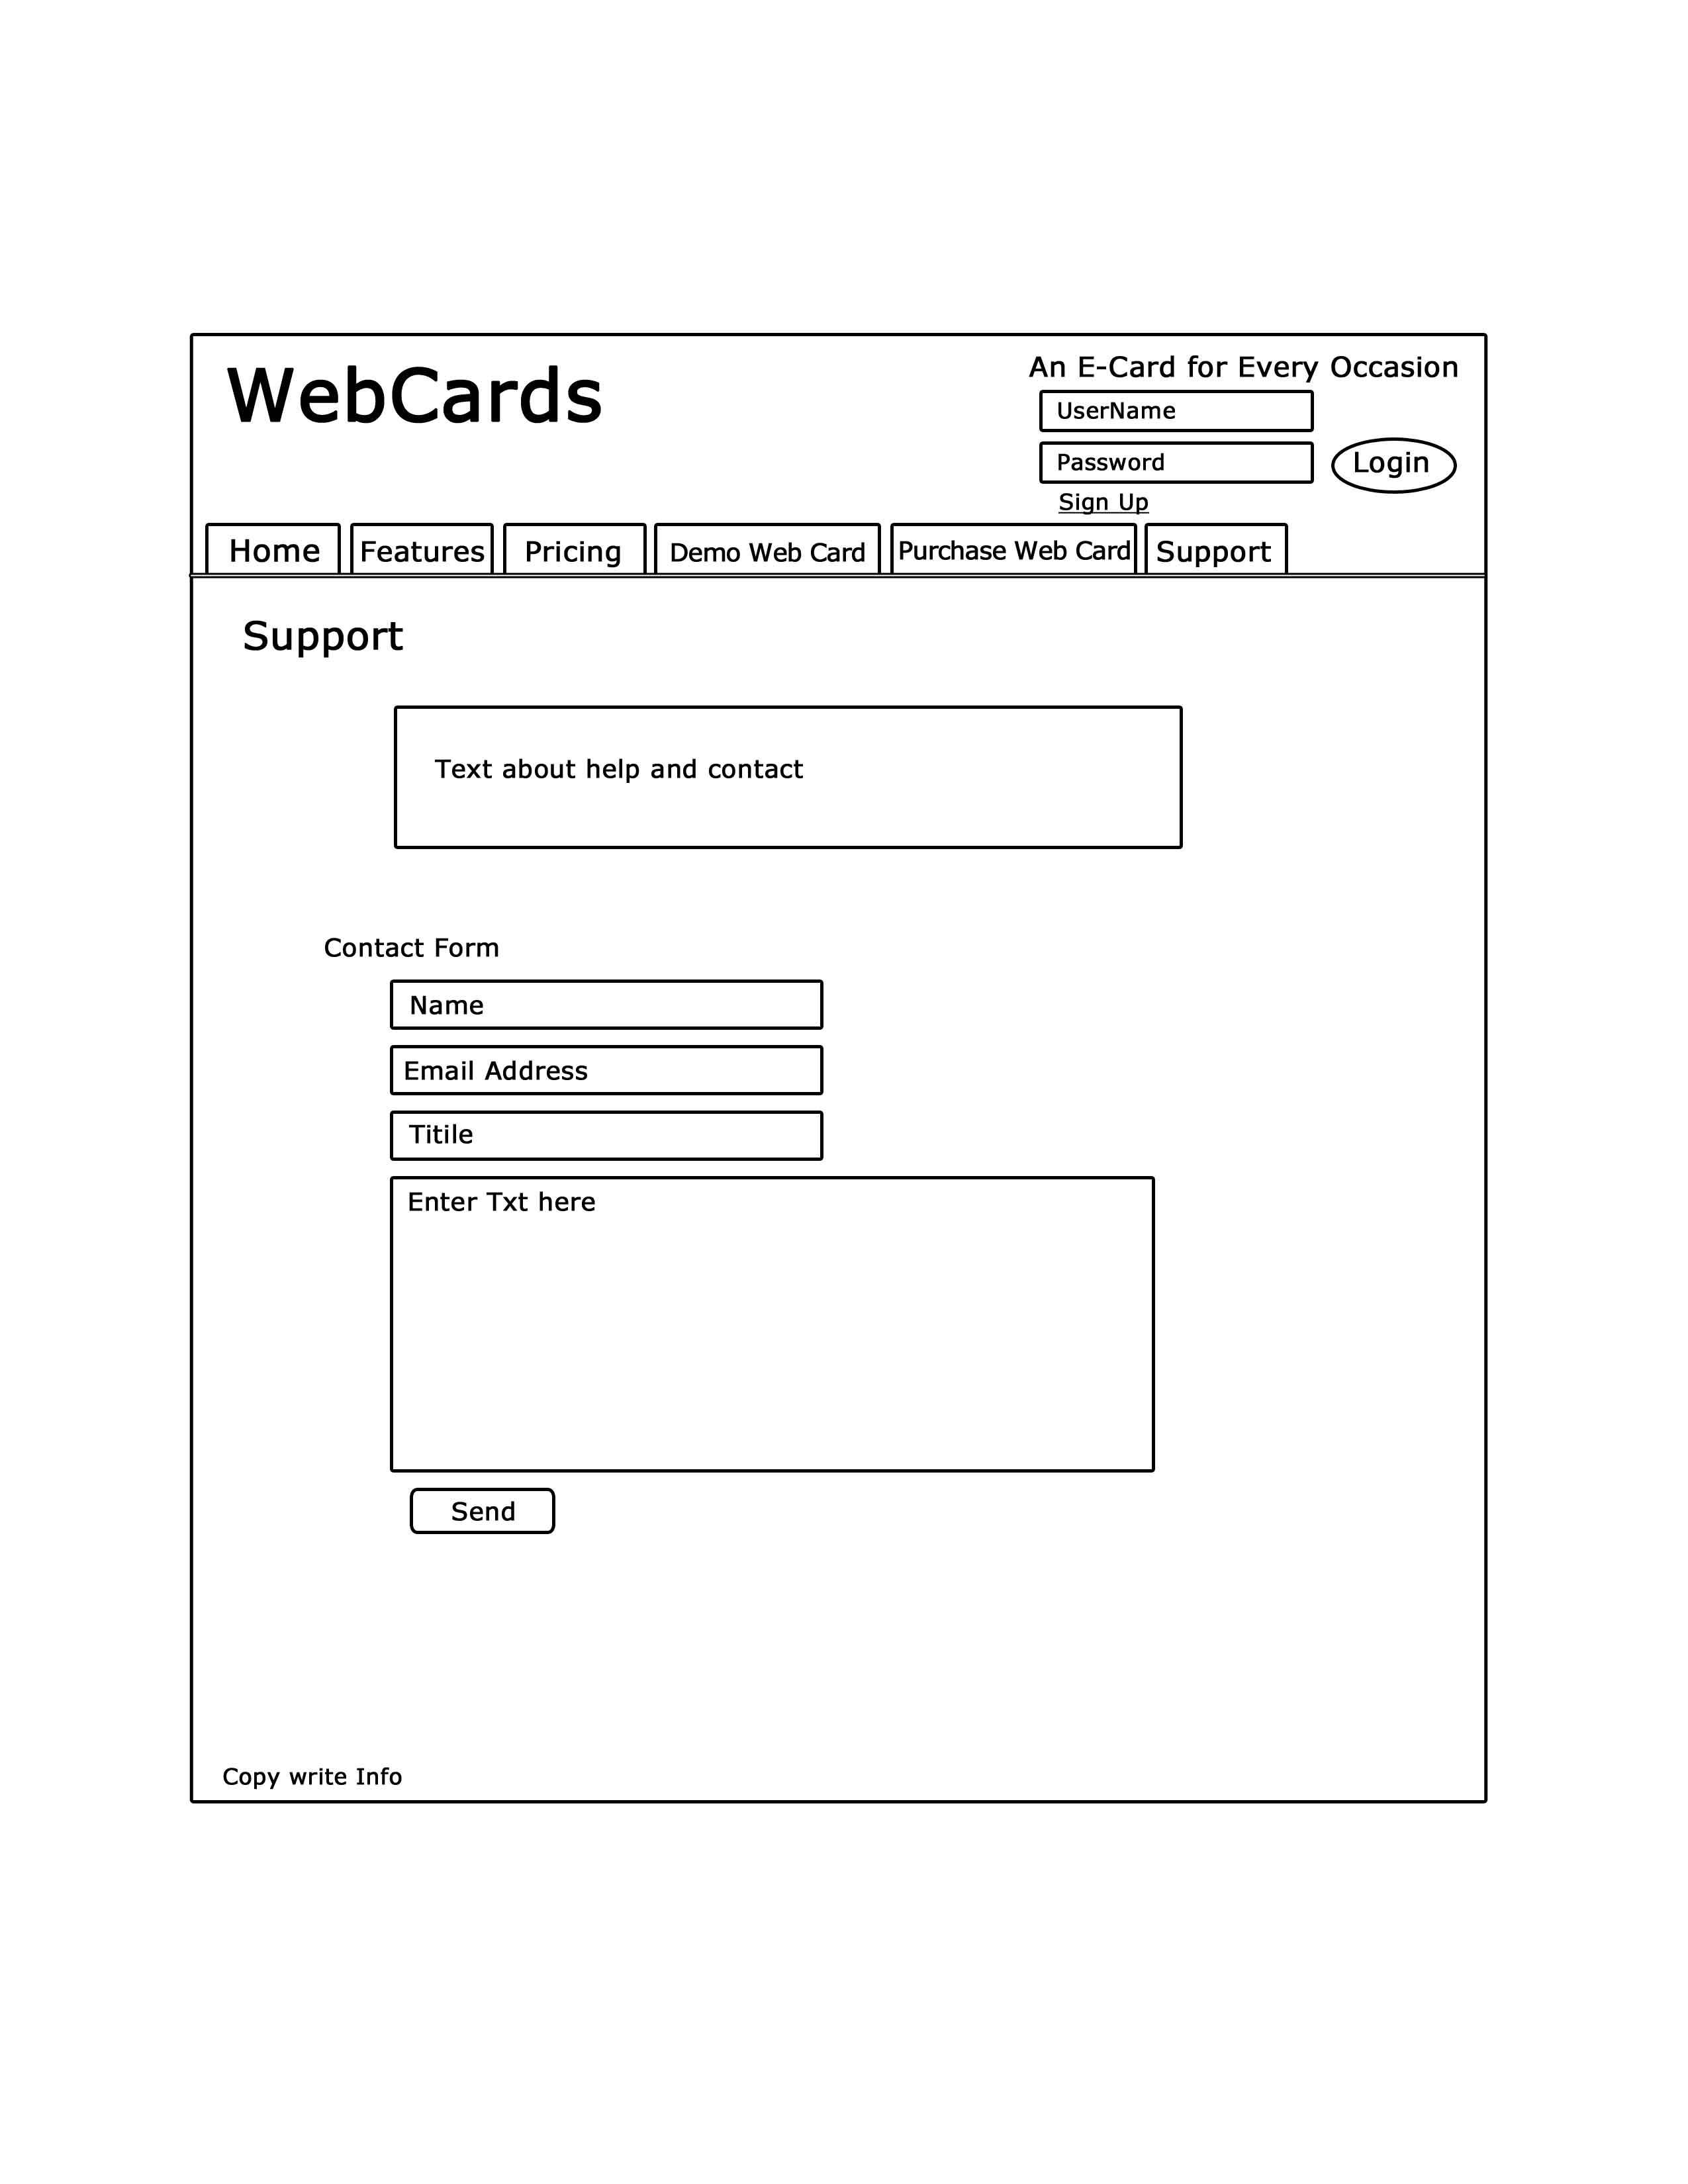 WebCards
An E-Card for Every Occasion
UserName
Password
Login
Sign Up
Home
Features
Pricing
Demo Web Card
Purchase Web Card
Support
Support
Text about help and contact
Contact Form
Name
Email Address
Titile
Enter Txt here
Send
Copy write Info